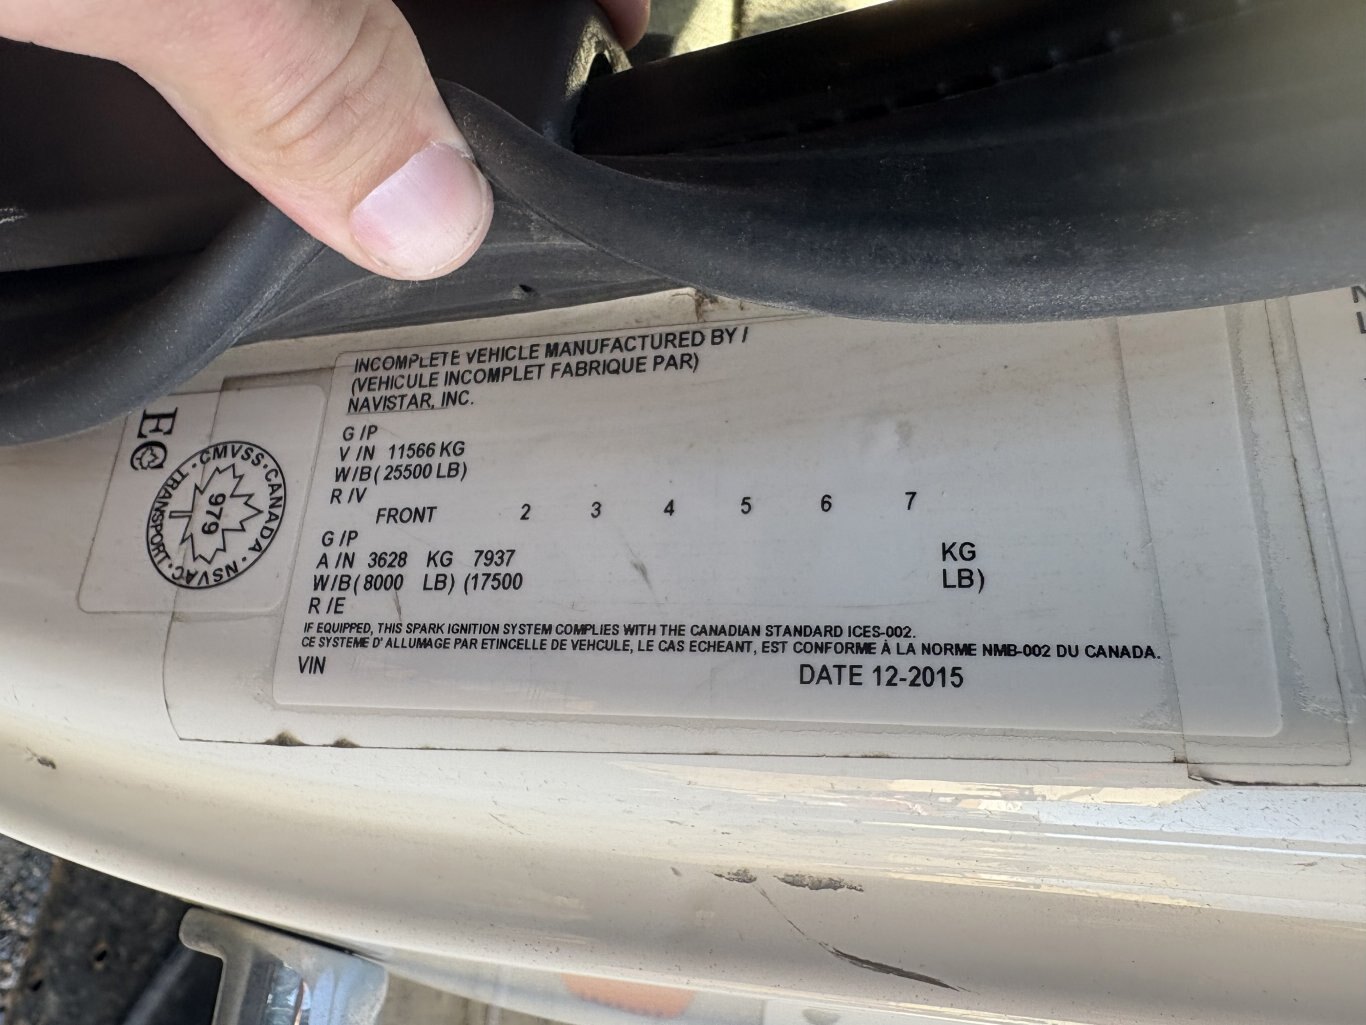 INCOMPLETE VEHICLE MANUFACTURED BY /
(VEHICULE INCOMPLET FABRIQUE PAR)
NAVISTAR, INC.
G /P
V /N 11566 KG
W/B( 25500 LB)
R /V
FRONT 2 3 4 5 6 7
G /P
A /N 3628 KG 7937 KG
W/B( 8000 LB) (17500 LB)
R /E
IF EQUIPPED, THIS SPARK IGNITION SYSTEM COMPLIES WITH THE CANADIAN STANDARD ICES-002.
CE SYSTEME D' ALLUMAGE PAR ETINCELLE DE VEHCULE, LE CAS ECHEANT, EST CONFORME À LA NORME NMB-002 DU CANADA.
VIN DATE 12-2015
EC
CMVSS · CANADA · NSVAC · TRANSPORT ·
979